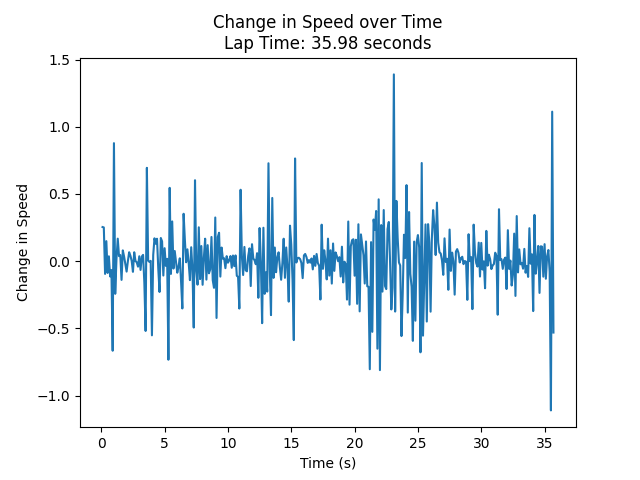 Change in Speed over Time
Lap Time: 35.98 seconds
1.5
1.0
0.5
0.0
−0.5
−1.0
Change in Speed
0 5 10 15 20 25 30 35
Time (s)